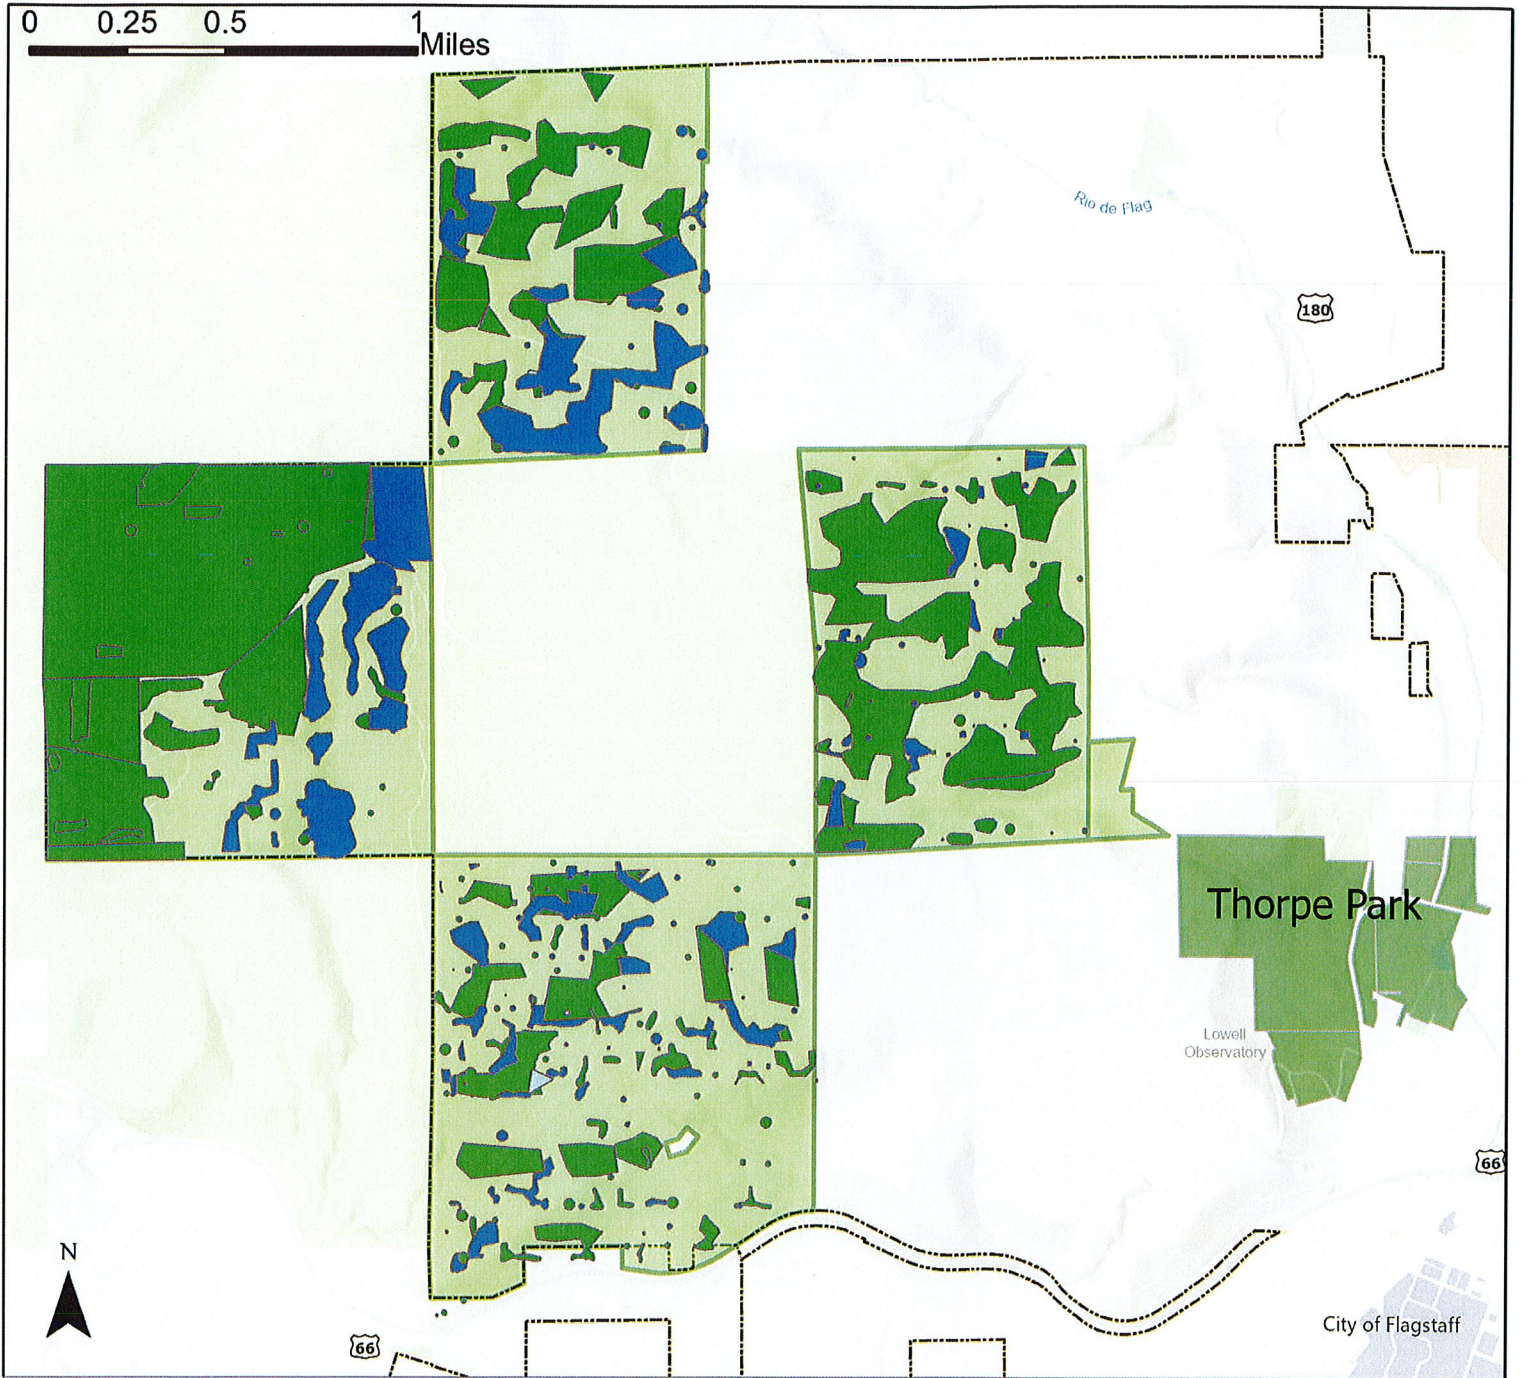 0 0.25 0.5 1
Miles
Rio de Flag
180
Thorpe Park
Lowell
Observatory
66
N
City of Flagstaff
66